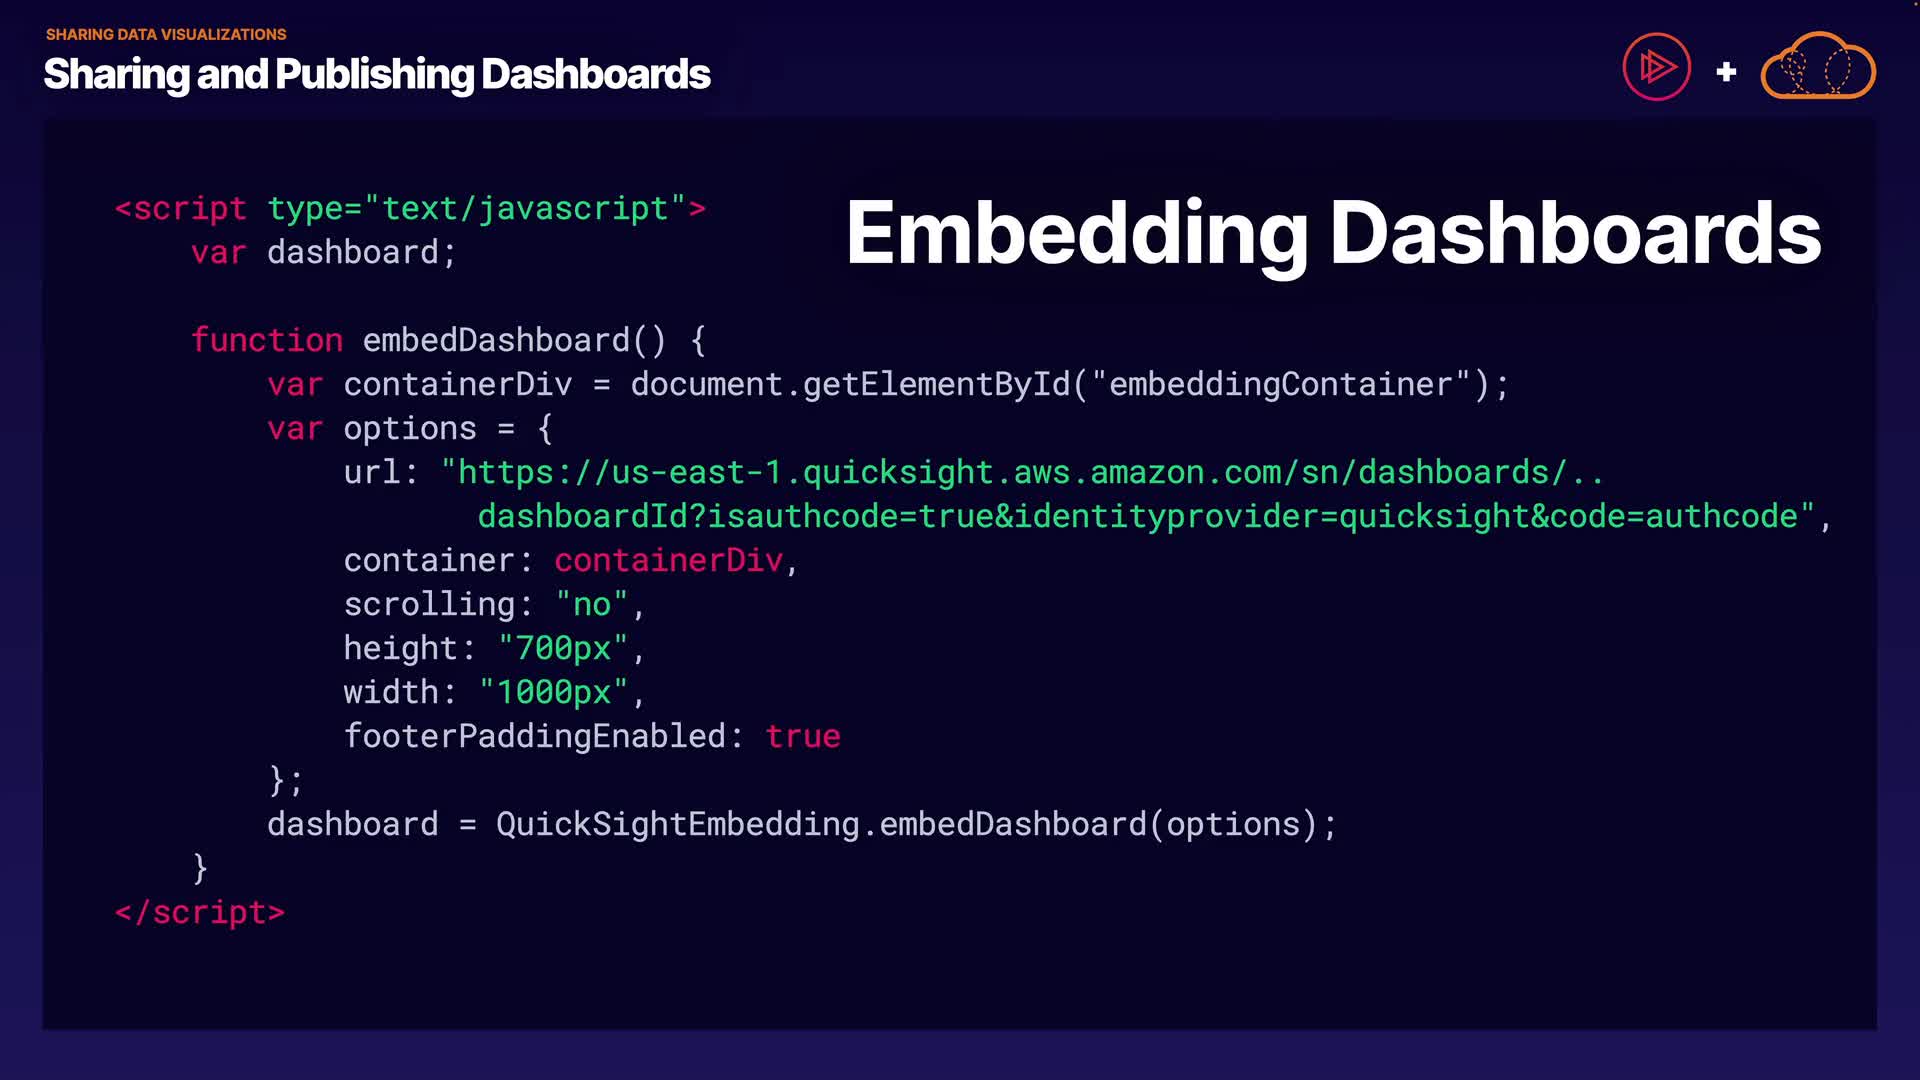 SHARING DATA VISUALIZATIONS
Sharing and Publishing Dashboards
+
Embedding Dashboards
<script type="text/javascript">
    var dashboard;

    function embedDashboard() {
        var containerDiv = document.getElementById("embeddingContainer");
        var options = {
            url: "https://us-east-1.quicksight.aws.amazon.com/sn/dashboards/..
                   dashboardId?isauthcode=true&identityprovider=quicksight&code=authcode",
            container: containerDiv,
            scrolling: "no",
            height: "700px",
            width: "1000px",
            footerPaddingEnabled: true
        };
        dashboard = QuickSightEmbedding.embedDashboard(options);
    }
</script>